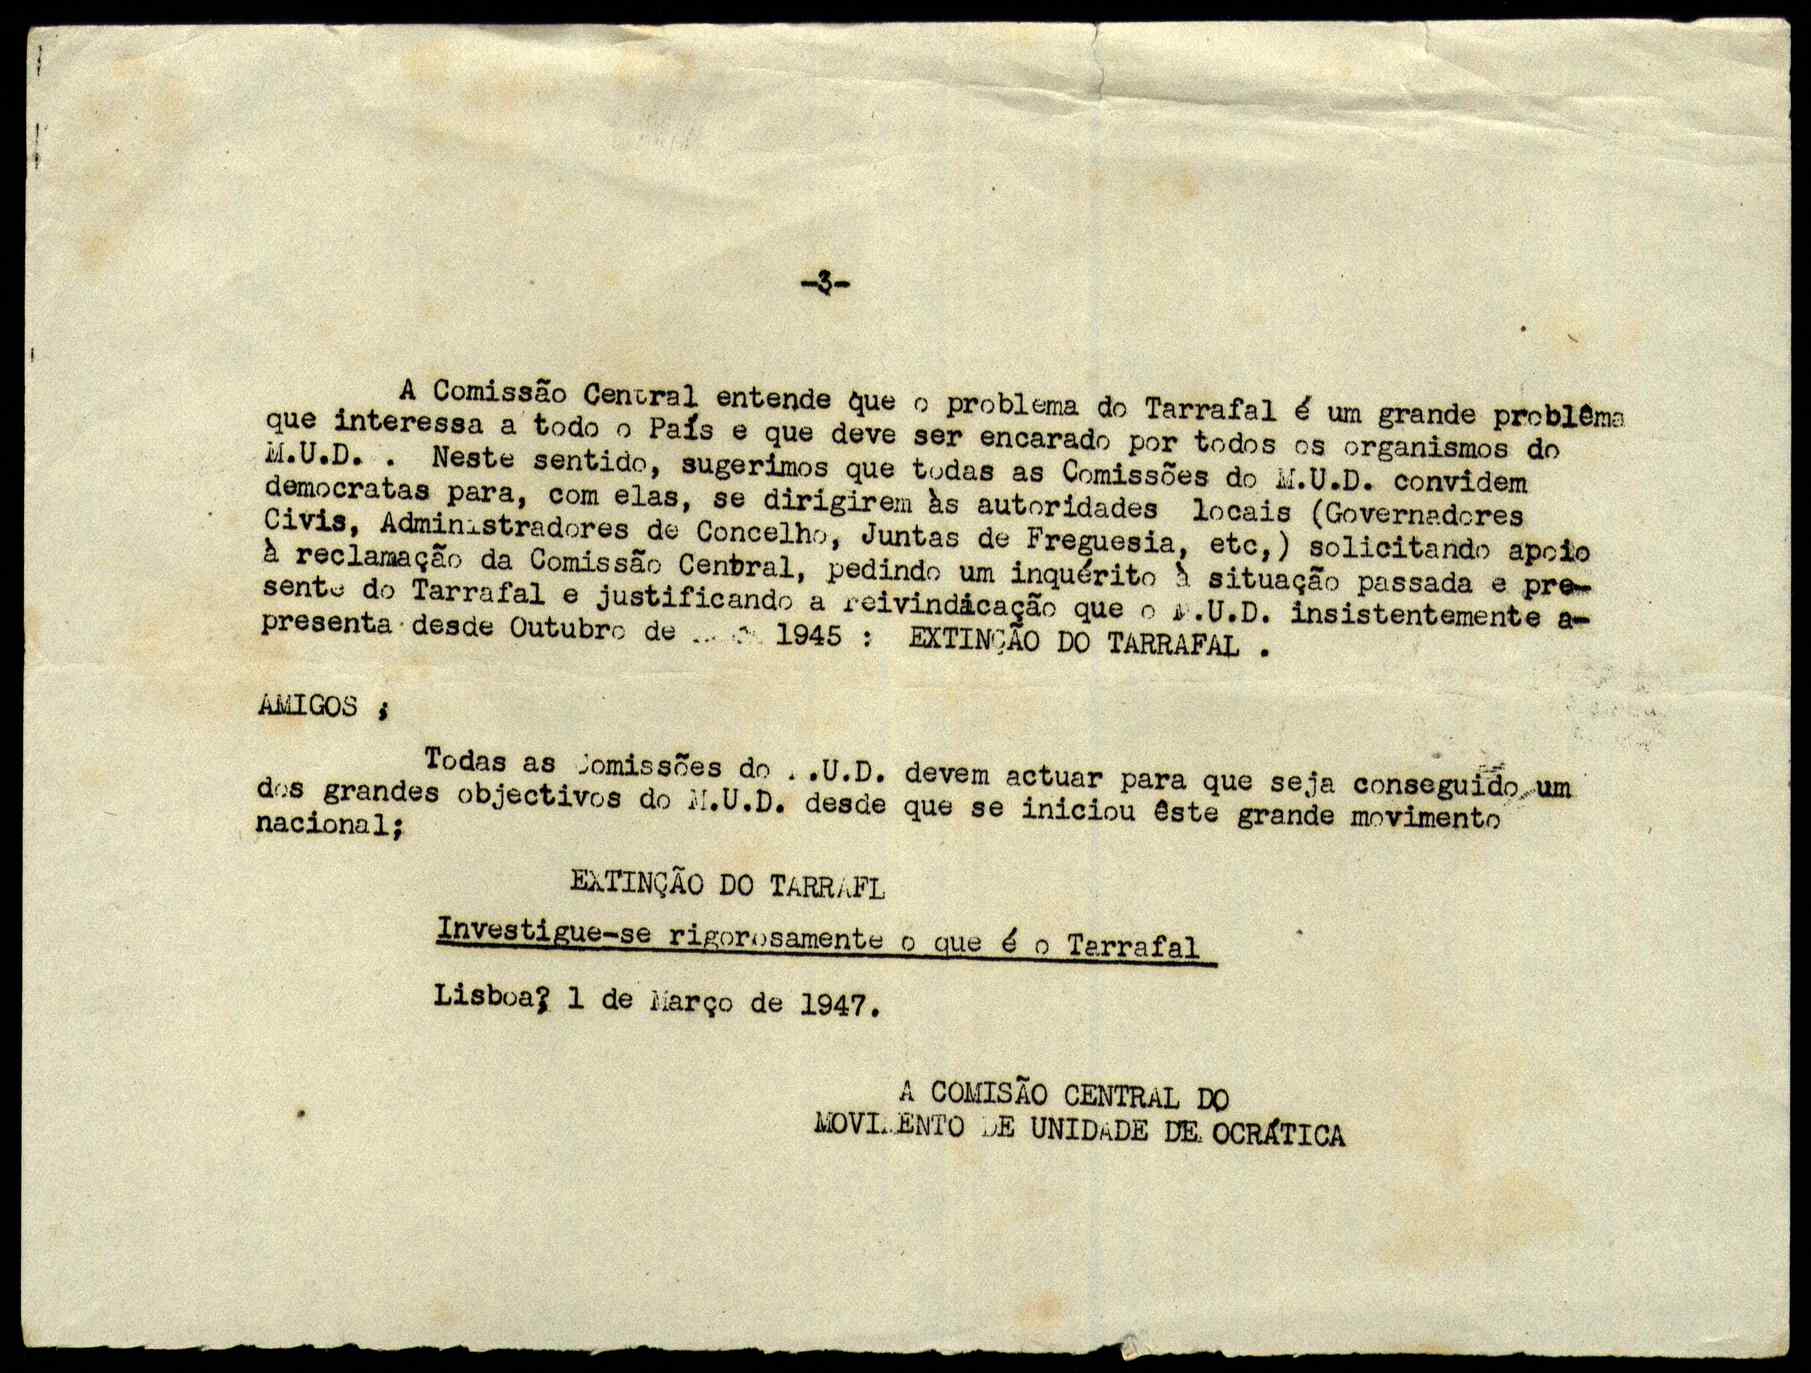 -3-
A Comissão Central entende que o problema do Tarrafal é um grande problêma
que interessa a todo o País e que deve ser encarado por todos os organismos do
M.U.D. . Neste sentido, sugerimos que todas as Comissões do M.U.D. convidem
democratas para, com elas, se dirigirem às autoridades locais (Governadores
Civis, Administradores de Concelho, Juntas de Freguesia, etc,) solicitando apoio
à reclamação da Comissão Central, pedindo um inquérito à situação passada e pre-
sente do Tarrafal e justificando a reivindicação que o M.U.D. insistentemente a-
presenta desde Outubro de 1945 : EXTINÇÃO DO TARRAFAL .
AMIGOS ;
Todas as Comissões do M.U.D. devem actuar para que seja conseguido um
dos grandes objectivos do M.U.D. desde que se iniciou êste grande movimento
nacional;
EXTINÇÃO DO TARRAFL
Investigue-se rigorosamente o que é o Tarrafal
Lisboa, 1 de Março de 1947.
A COMISÃO CENTRAL DO
MOVIMENTO DE UNIDADE DEMOCRÁTICA